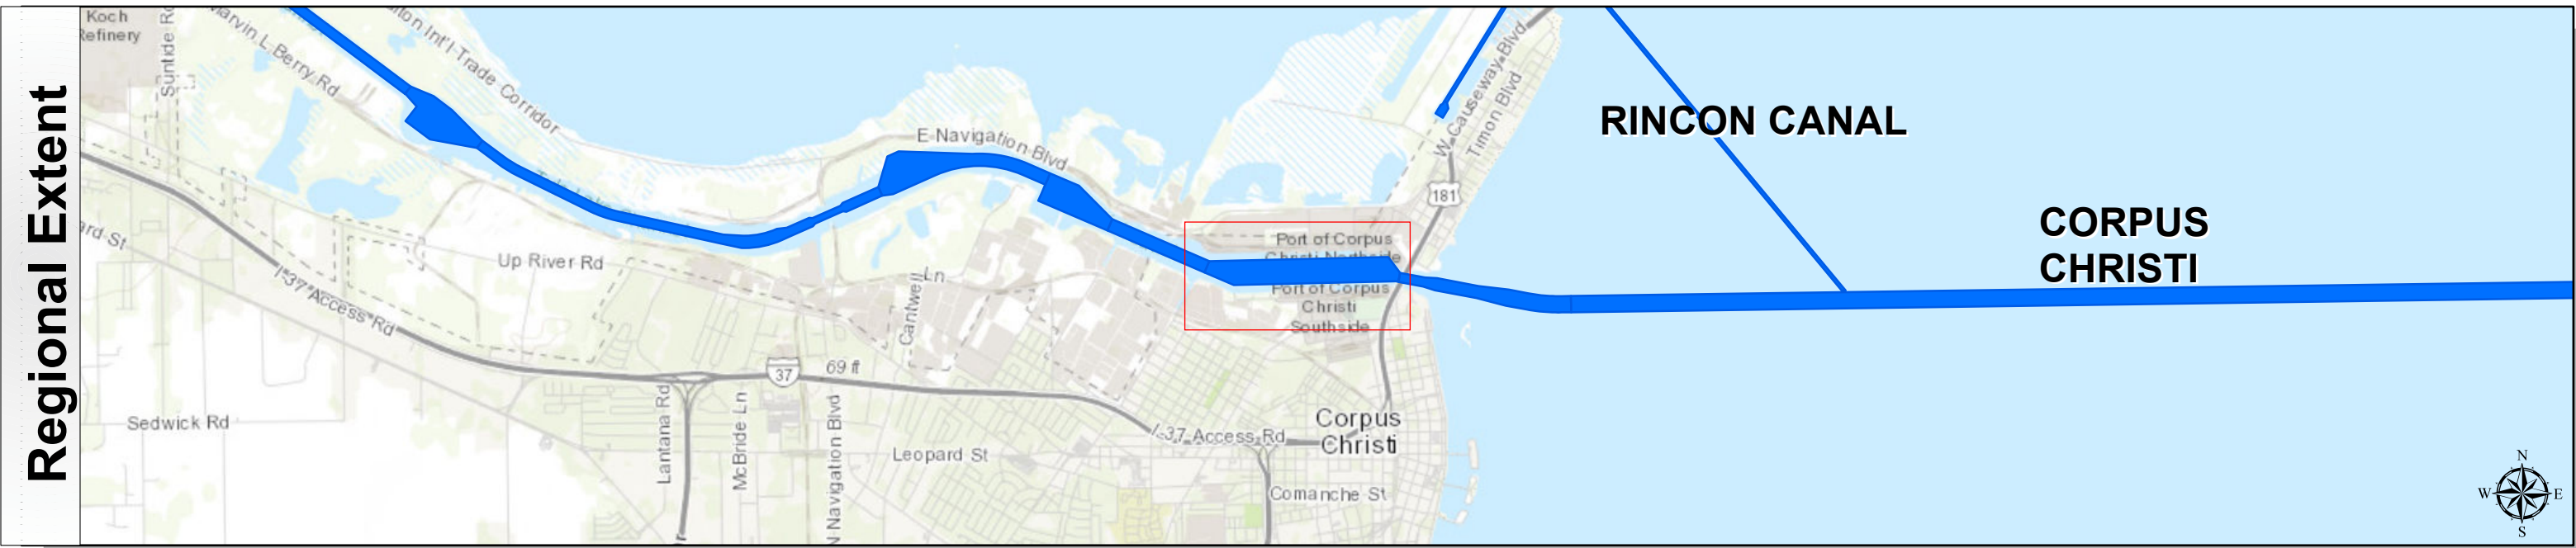 Regional Extent
Koch
Refinery
Suntide Rd
Marvin L Berry Rd
Int'l Trade Corridor
E Navigation Blvd
W Causeway Blvd
Timon Blvd
181
RINCON CANAL
CORPUS
CHRISTI
Port of Corpus
Christi Northside
Port of Corpus
Christi
Southside
Up River Rd
I-37 Access Rd
Cantwell
Ln
37
69 ft
Sedwick Rd
Lantana Rd
McBride Ln
N Navigation Blvd
Leopard St
I-37 Access Rd
Corpus
Christi
Comanche St
N
W
E
S